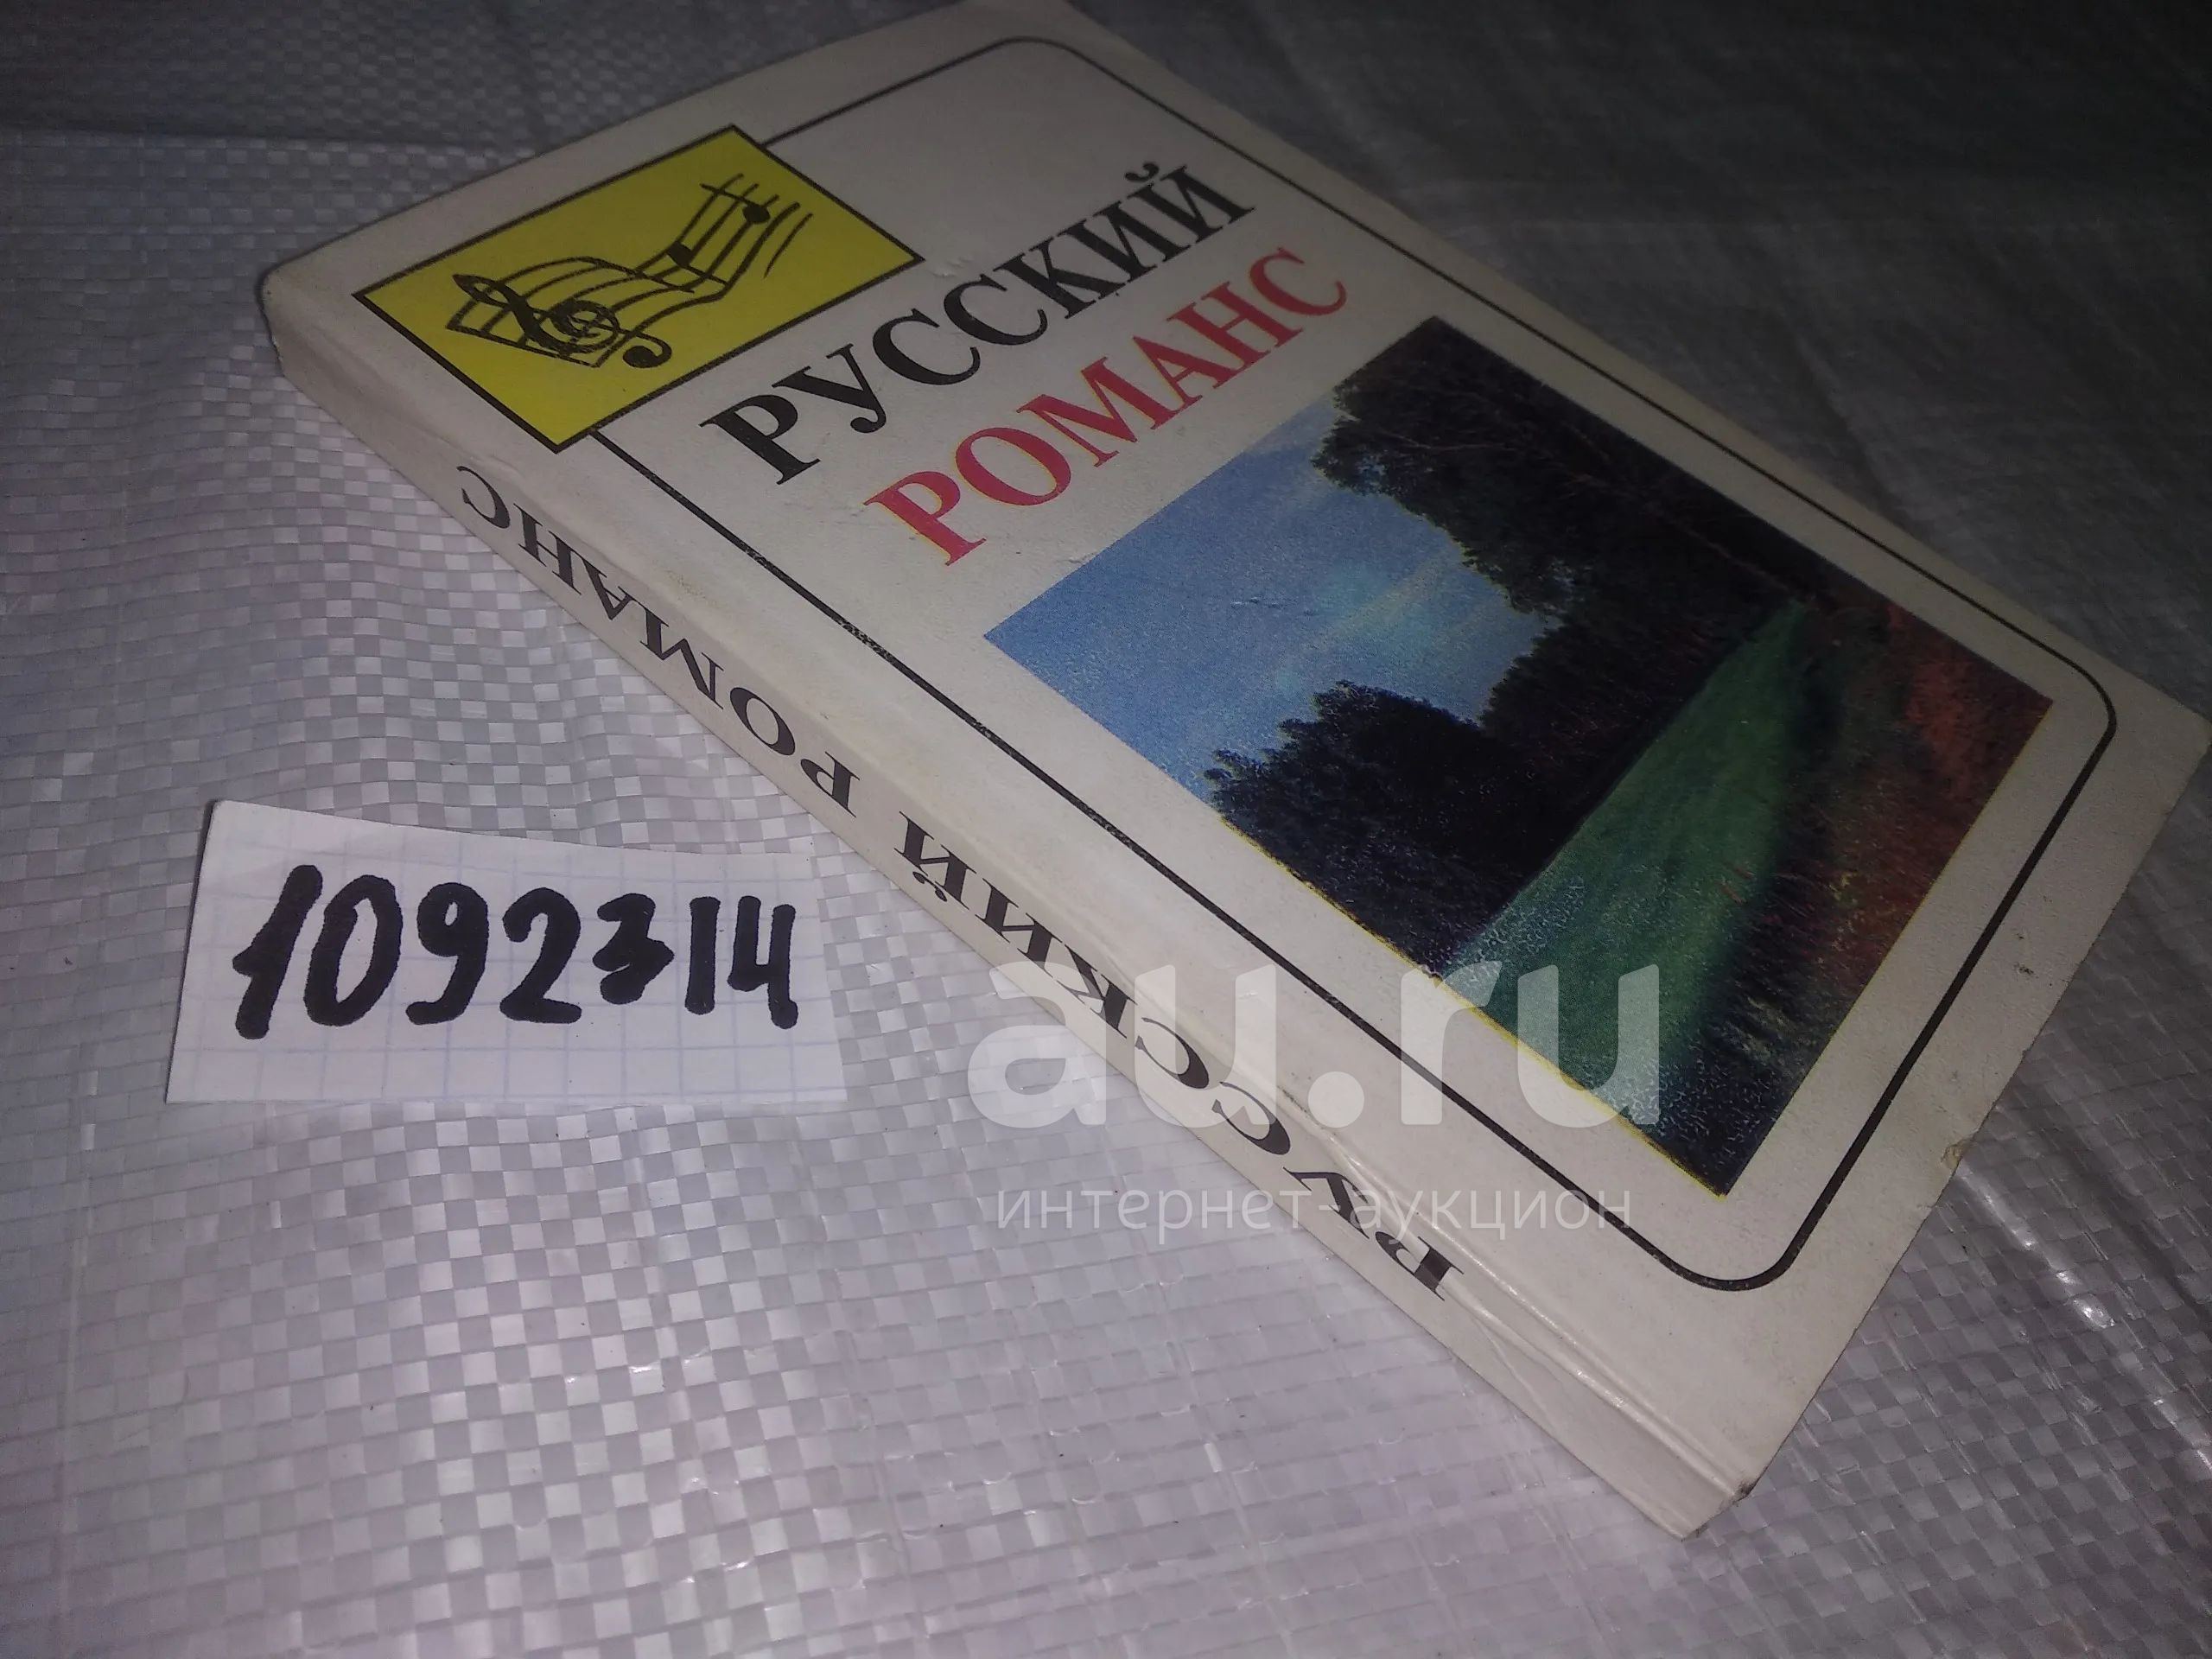 РУССКИЙ
РОМАНС
РУССКИЙ РОМАНС
1092314
au.ru
интернет-аукцион